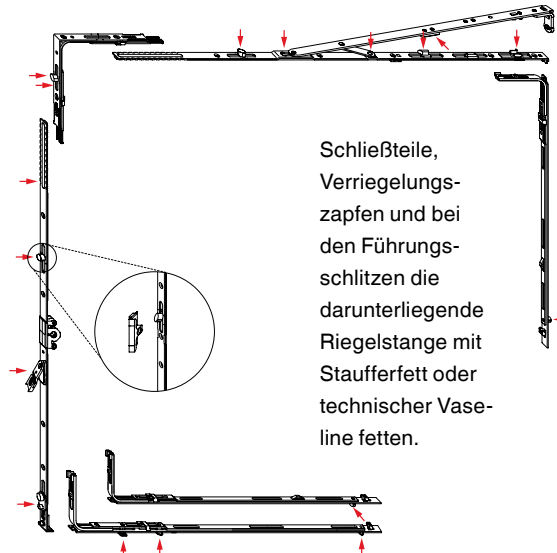 Schließteile,
Verriegelungs-
zapfen und bei
den Führungs-
schlitzen die
darunterliegende
Riegelstange mit
Staufferfett oder
technischer Vase-
line fetten.